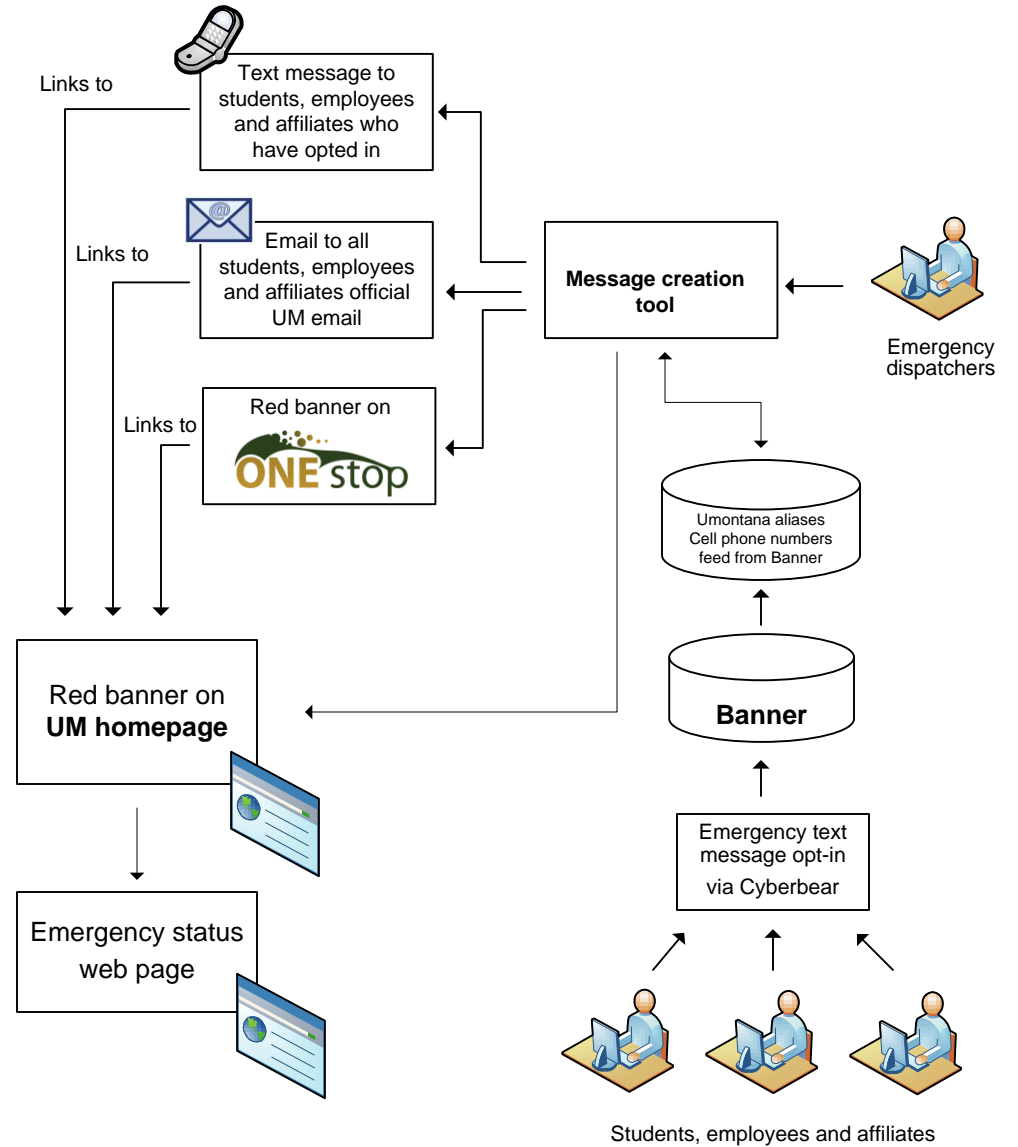 Links to
Text message to
students, employees
and affiliates who
have opted in
@
Links to
Email to all
students, employees
and affiliates official
UM email
Message creation
tool
Emergency
dispatchers
Links to
Red banner on
ONE stop
Umontana aliases
Cell phone numbers
feed from Banner
Red banner on
UM homepage
Banner
Emergency text
message opt-in
via Cyberbear
Emergency status
web page
Students, employees and affiliates